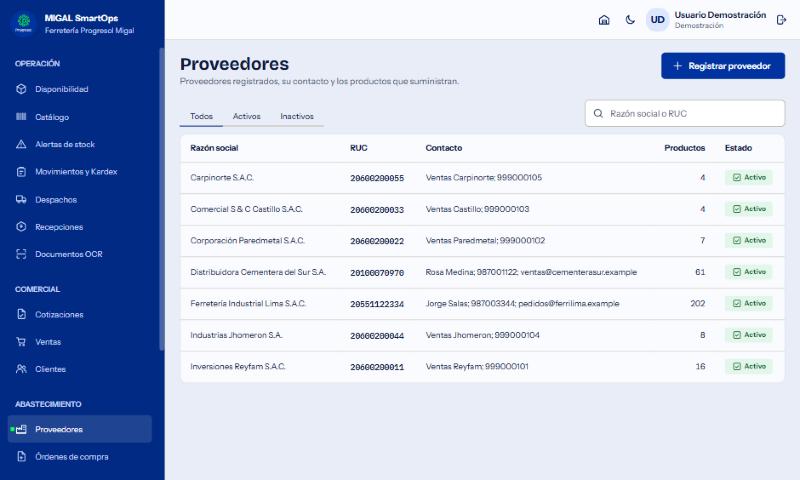 MIGAL SmartOps
Ferretería Progresol Migal
OPERACIÓN
Disponibilidad
Catálogo
Alertas de stock
Movimientos y Kardex
Despachos
Recepciones
Documentos OCR
COMERCIAL
Cotizaciones
Ventas
Clientes
ABASTECIMIENTO
Proveedores
Órdenes de compra
UD
Usuario Demostración
Demostración
Proveedores
Proveedores registrados, su contacto y los productos que suministran.
Registrar proveedor
Todos Activos Inactivos
Razón social o RUC
Razón social RUC Contacto Productos Estado
Carpinorte S.A.C. 20600200055 Ventas Carpinorte; 999000105 4 Activo
Comercial S & C Castillo S.A.C. 20600200033 Ventas Castillo; 999000103 4 Activo
Corporación Paredmetal S.A.C. 20600200022 Ventas Paredmetal; 999000102 7 Activo
Distribuidora Cementera del Sur S.A. 20100070970 Rosa Medina; 987001122; ventas@cementerasur.example 61 Activo
Ferretería Industrial Lima S.A.C. 20551122334 Jorge Salas; 987003344; pedidos@ferrilima.example 202 Activo
Industrias Jhomeron S.A. 20600200044 Ventas Jhomeron; 999000104 8 Activo
Inversiones Reyfam S.A.C. 20600200011 Ventas Reyfam; 999000101 16 Activo